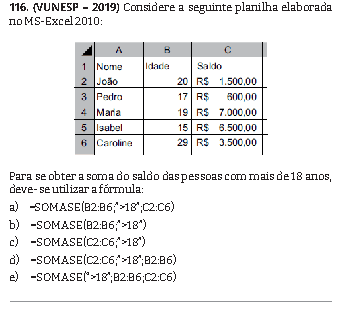 116. (VUNESP – 2019) Considere a seguinte planilha elaborada
no MS-Excel 2010:
A B C
1 Nome Idade Saldo
2 João 20 R$ 1.500,00
3 Pedro 17 R$ 600,00
4 Maria 19 R$ 7.000,00
5 Isabel 15 R$ 6.500,00
6 Caroline 29 R$ 3.500,00
Para se obter a soma do saldo das pessoas com mais de 18 anos,
deve-se utilizar a fórmula:
a) =SOMASE(B2:B6;">18";C2:C6)
b) =SOMASE(B2:B6;">18")
c) =SOMASE(C2:C6;">18")
d) =SOMASE(C2:C6;">18";B2:B6)
e) =SOMASE(">18";B2:B6;C2:C6)